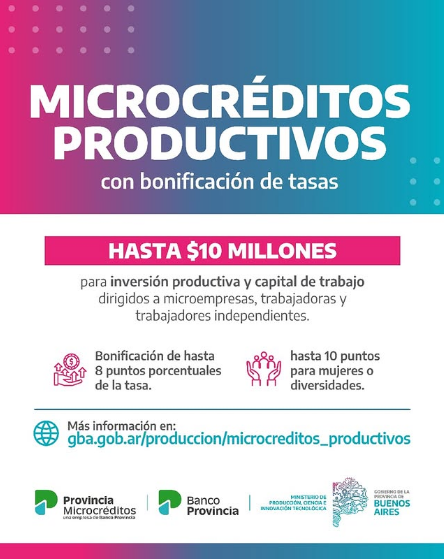 MICROCRÉDITOS
PRODUCTIVOS
con bonificación de tasas
HASTA $10 MILLONES
para inversión productiva y capital de trabajo
dirigidos a microempresas, trabajadoras y
trabajadores independientes.
Bonificación de hasta
8 puntos porcentuales
de la tasa.
hasta 10 puntos
para mujeres o
diversidades.
Más información en:
gba.gob.ar/produccion/microcreditos_productivos
Provincia
Microcréditos
una empresa de Banco Provincia
Banco
Provincia
MINISTERIO DE
PRODUCCIÓN, CIENCIA E
INNOVACIÓN TECNOLÓGICA
GOBIERNO DE LA
PROVINCIA DE
BUENOS
AIRES